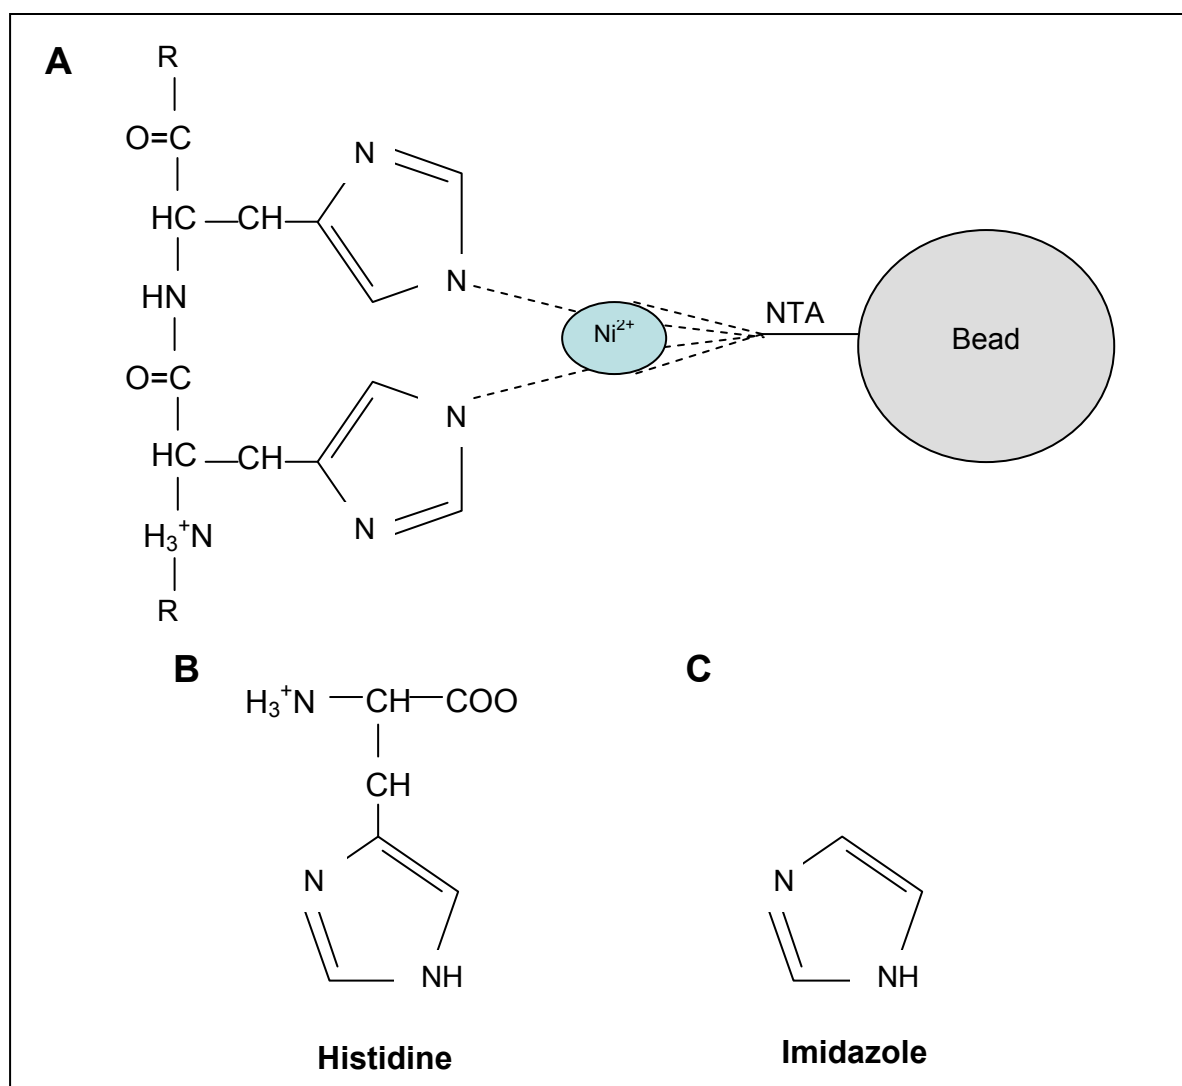 A
R
O=C
N
HC CH
N
HN
Ni2+
NTA
Bead
O=C
N
HC CH
N
H3+N
R
B
C
H3+N CH COO
CH
N
N
NH
NH
Histidine
Imidazole